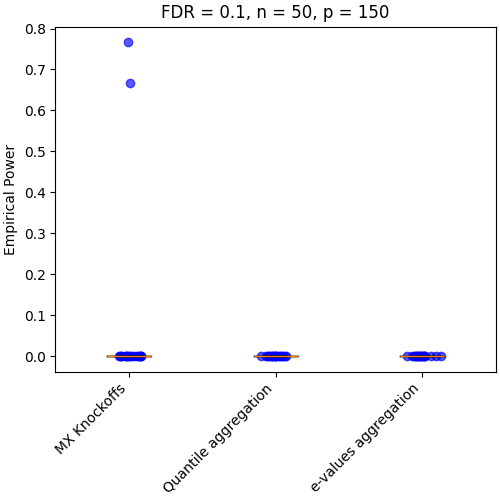 FDR = 0.1, n = 50, p = 150
Empirical Power
0.8
0.7
0.6
0.5
0.4
0.3
0.2
0.1
0.0
MX Knockoffs
Quantile aggregation
e-values aggregation